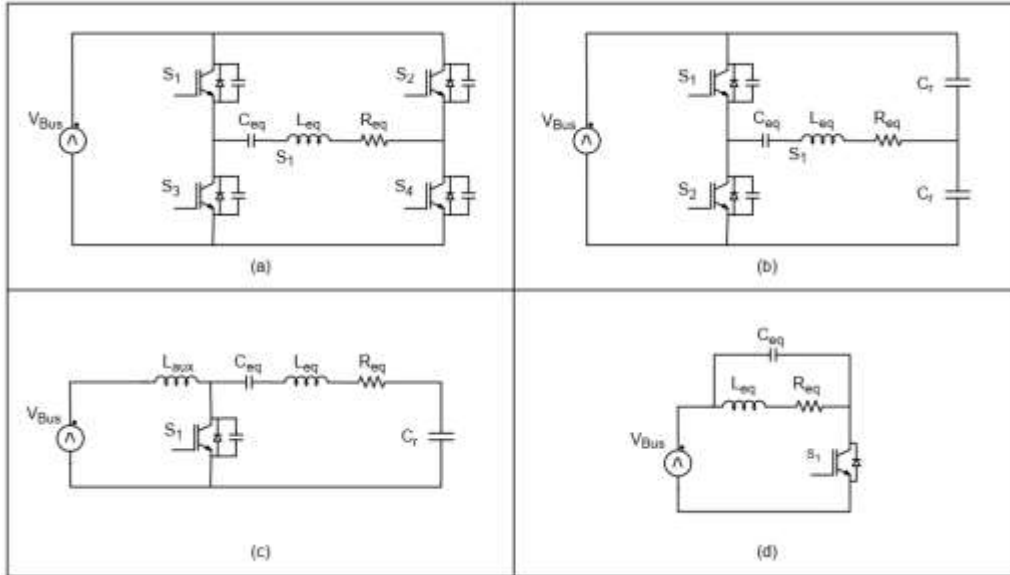 S1
S2
VBus
Ceq
Leq
Req
S1
S3
S4
(a)
S1
Cr
VBus
Ceq
Leq
Req
S1
S2
Cr
(b)
Laux
Ceq
Leq
Req
VBus
S1
Cr
(c)
Ceq
Leq
Req
VBus
S1
(d)